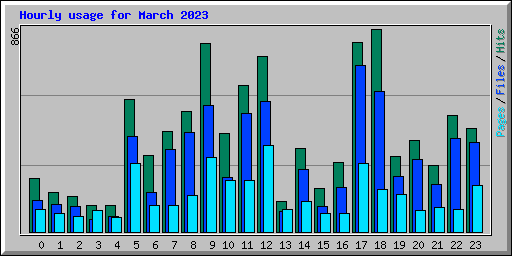 Hourly usage for March 2023
866
Pages/Files/Hits
0 1 2 3 4 5 6 7 8 9 10 11 12 13 14 15 16 17 18 19 20 21 22 23